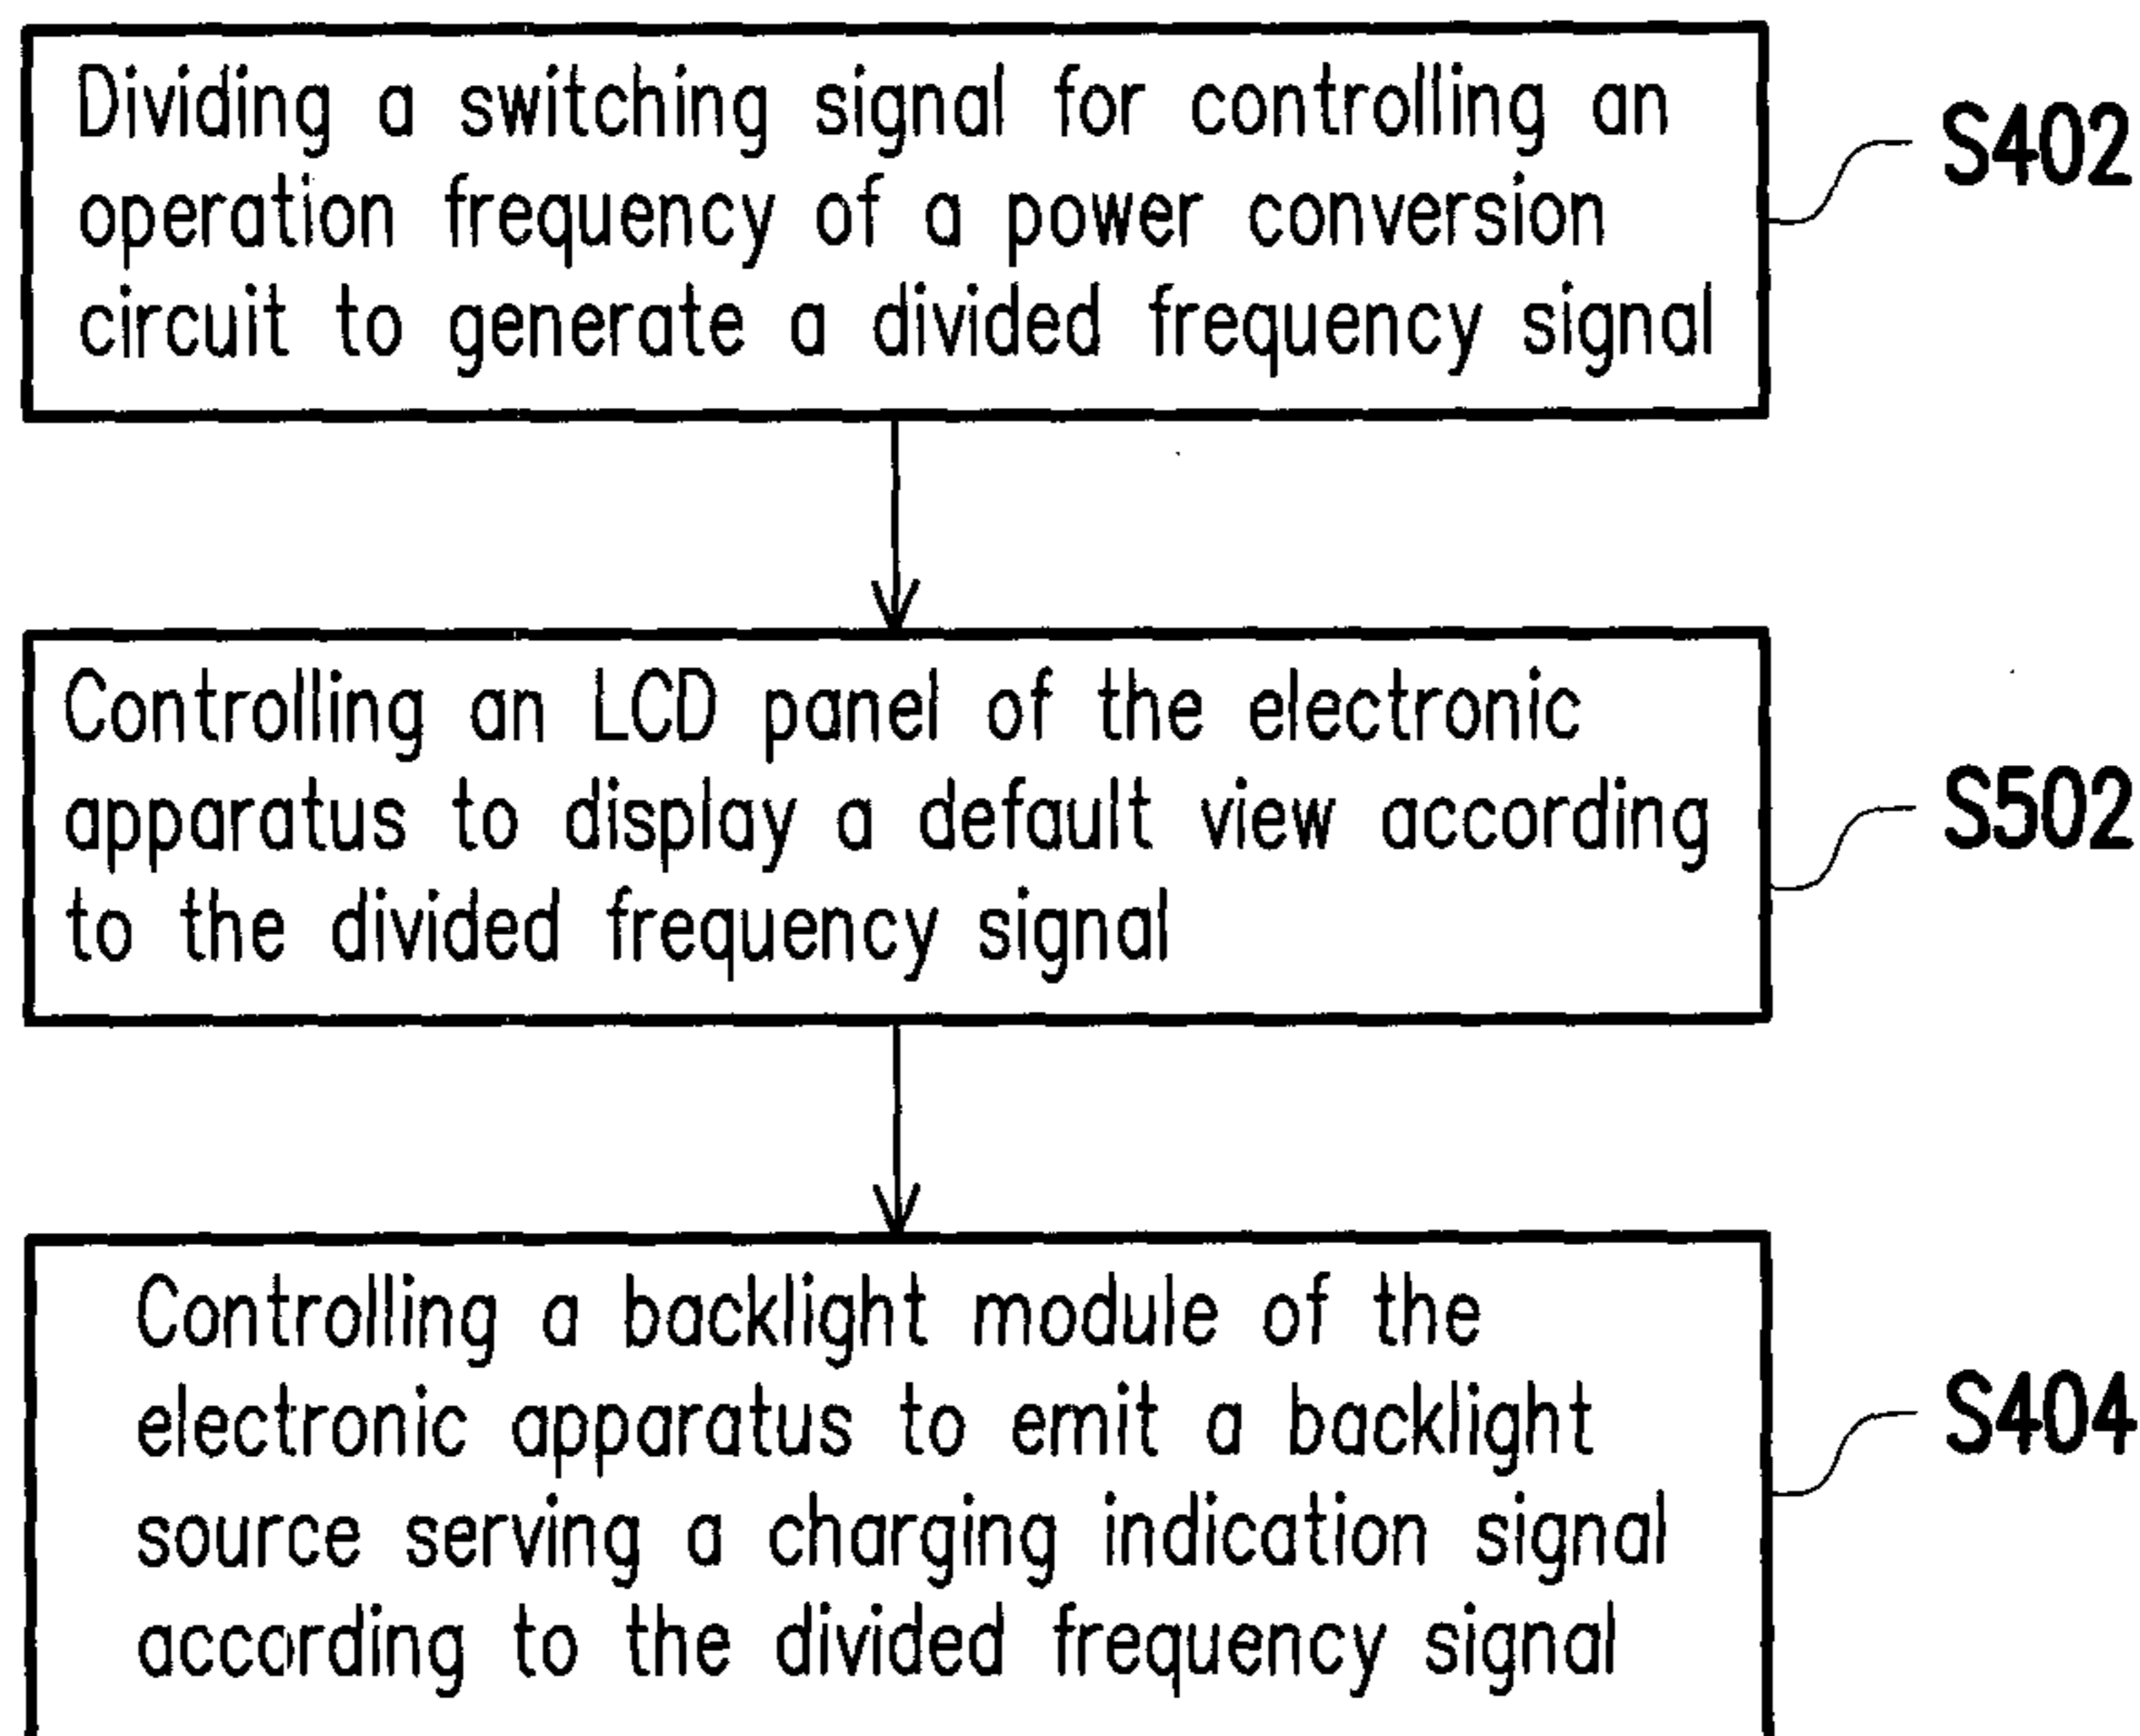 Dividing a switching signal for controlling an
operation frequency of a power conversion
circuit to generate a divided frequency signal
S402
Controlling an LCD panel of the electronic
apparatus to display a default view according
to the divided frequency signal
S502
Controlling a backlight module of the
electronic apparatus to emit a backlight
source serving a charging indication signal
according to the divided frequency signal
S404